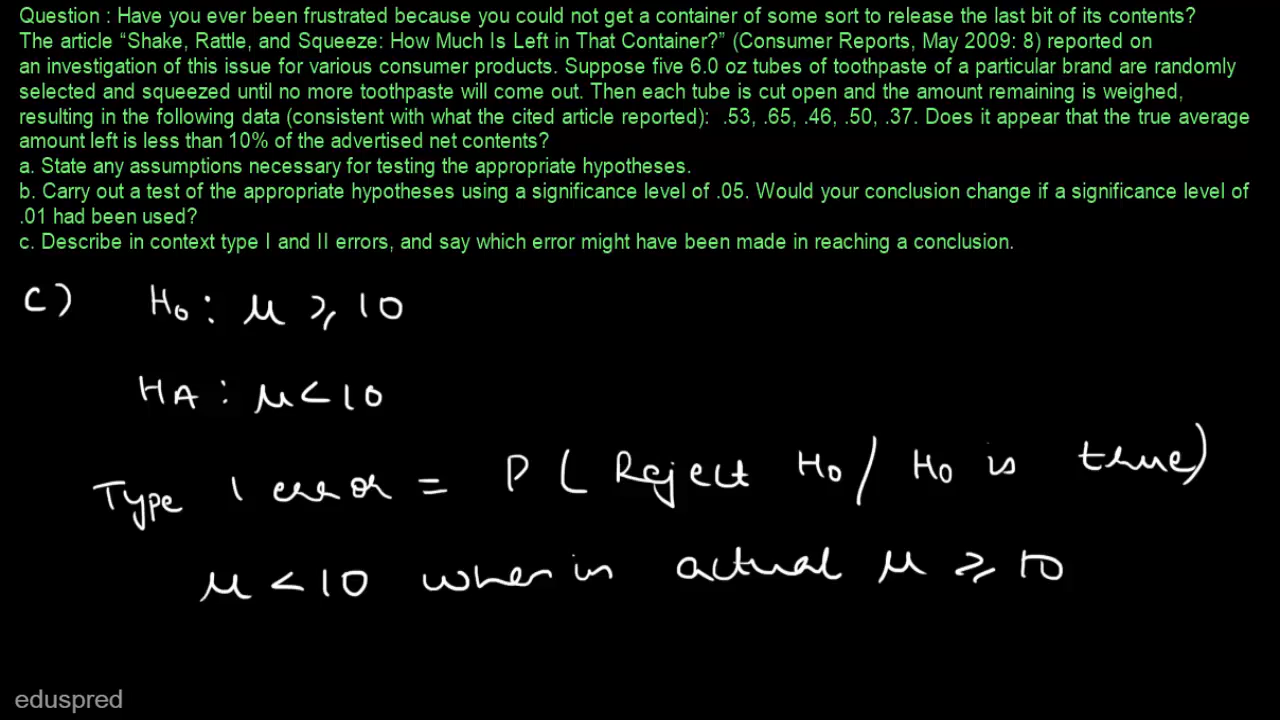 Question : Have you ever been frustrated because you could not get a container of some sort to release the last bit of its contents?
The article “Shake, Rattle, and Squeeze: How Much Is Left in That Container?” (Consumer Reports, May 2009: 8) reported on
an investigation of this issue for various consumer products. Suppose five 6.0 oz tubes of toothpaste of a particular brand are randomly
selected and squeezed until no more toothpaste will come out. Then each tube is cut open and the amount remaining is weighed,
resulting in the following data (consistent with what the cited article reported): .53, .65, .46, .50, .37. Does it appear that the true average
amount left is less than 10% of the advertised net contents?
a. State any assumptions necessary for testing the appropriate hypotheses.
b. Carry out a test of the appropriate hypotheses using a significance level of .05. Would your conclusion change if a significance level of
.01 had been used?
c. Describe in context type I and II errors, and say which error might have been made in reaching a conclusion.
C) H0 : μ ⩾ 10
HA : μ < 10
Type 1 error = P ( Reject H0 / H0 is true)
μ < 10 when in actual μ ⩾ 10
eduspred